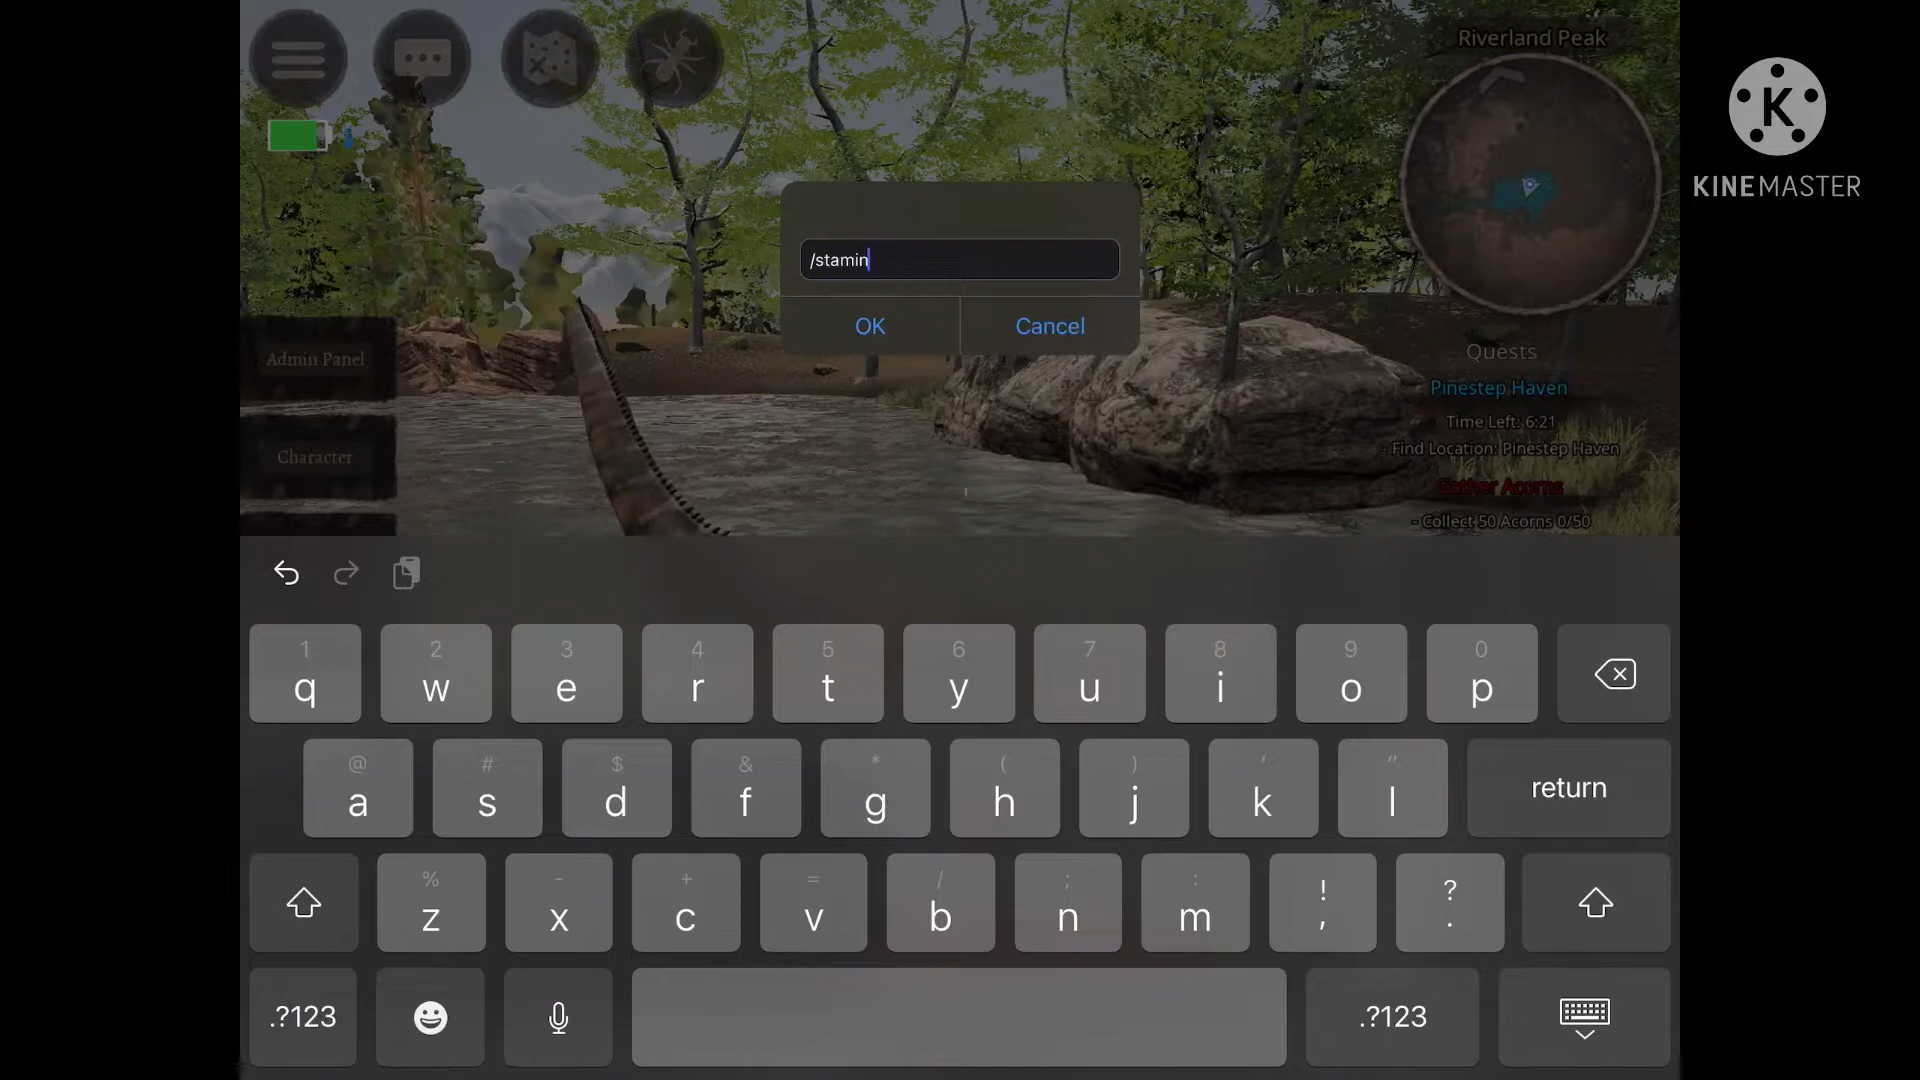 Riverland Peak
K
KINEMASTER
/stamin
OK
Cancel
Admin Panel
Character
Quests
Pinestep Haven
Time Left: 6:21
- Find Location: Pinestep Haven
Gather Acorns
- Collect 50 Acorns 0/50
1 2 3 4 5 6 7 8 9 0
q w e r t y u i o p
@ # $ & * ( ) ' "
a s d f g h j k l return
% - + = / ; : ! ?
z x c v b n m , .
.?123 .?123